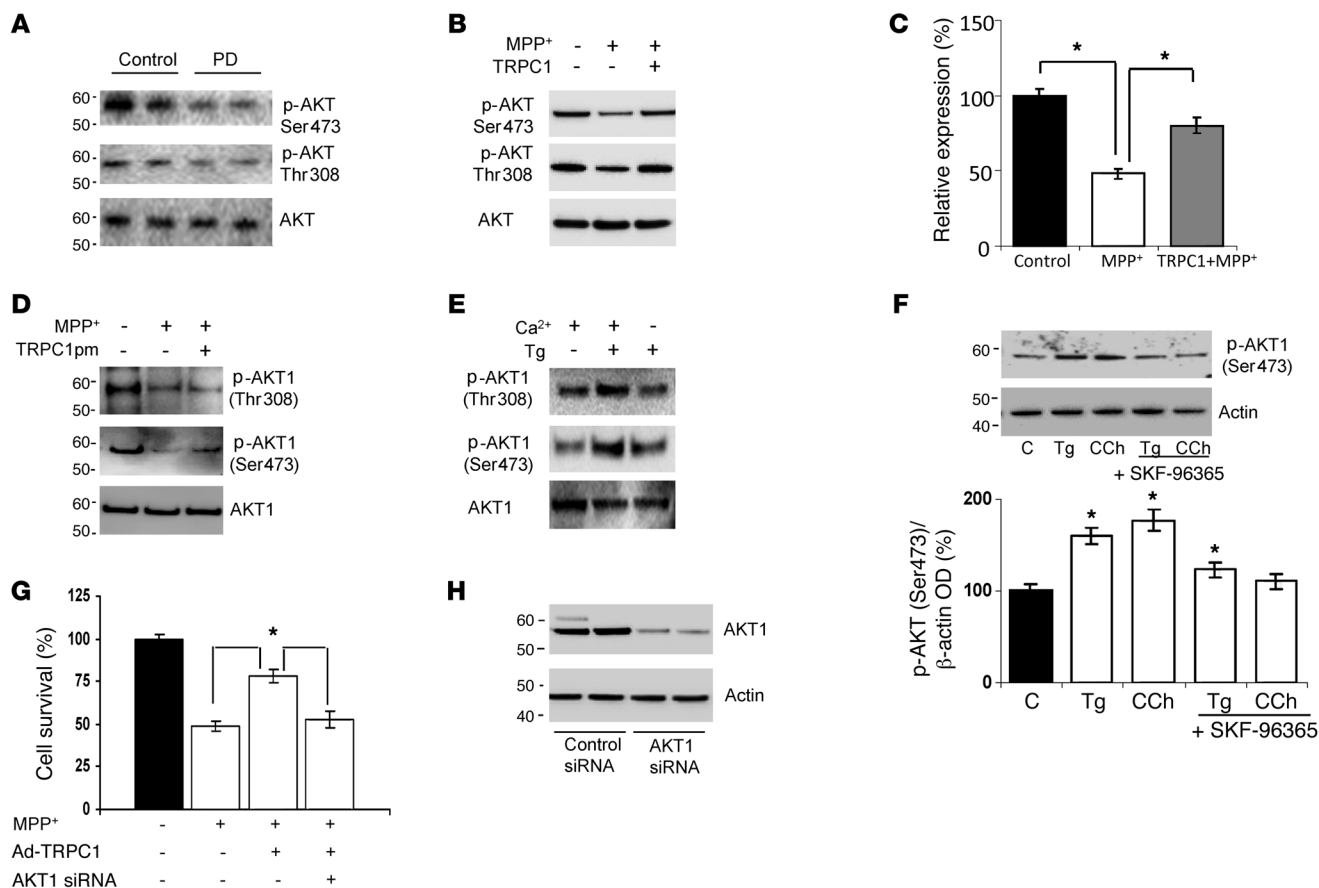 A
Control PD
60-
50-
p-AKT
Ser473
60-
50-
p-AKT
Thr308
60-
50-
AKT
B
MPP+ - + +
TRPC1 - - +
p-AKT
Ser473
p-AKT
Thr308
AKT
C
Relative expression (%)
150
100
50
0
* *
Control MPP+ TRPC1+MPP+
D
MPP+ - + +
TRPC1pm - - +
60-
50-
p-AKT1
(Thr308)
60-
50-
p-AKT1
(Ser473)
60-
50-
AKT1
E
Ca2+ + + -
Tg - + +
p-AKT1
(Thr308)
p-AKT1
(Ser473)
AKT1
F
60-
p-AKT1
(Ser473)
50-
40-
Actin
C Tg CCh Tg CCh
+ SKF-96365
p-AKT (Ser473)/
β-actin OD (%)
200
100
0
* * *
C Tg CCh Tg CCh
+ SKF-96365
G
Cell survival (%)
125
100
75
50
25
0
*
MPP+ - + + +
Ad-TRPC1 - - + +
AKT1 siRNA - - - +
H
60-
50-
AKT1
50-
40-
Actin
Control
siRNA
AKT1
siRNA